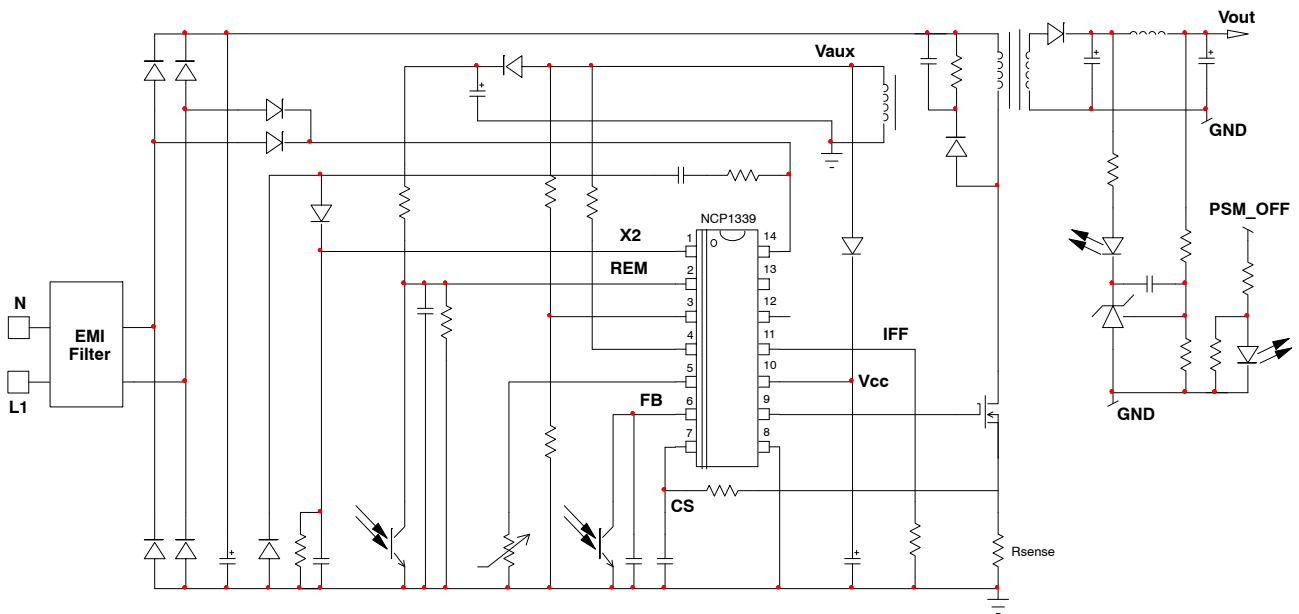 Vout
Vaux
GND
NCP1339
PSM_OFF
X2
1
14
REM
2
13
N
3
12
EMI
Filter
4
11
IFF
5
10
Vcc
L1
FB
6
9
GND
7
8
CS
Rsense